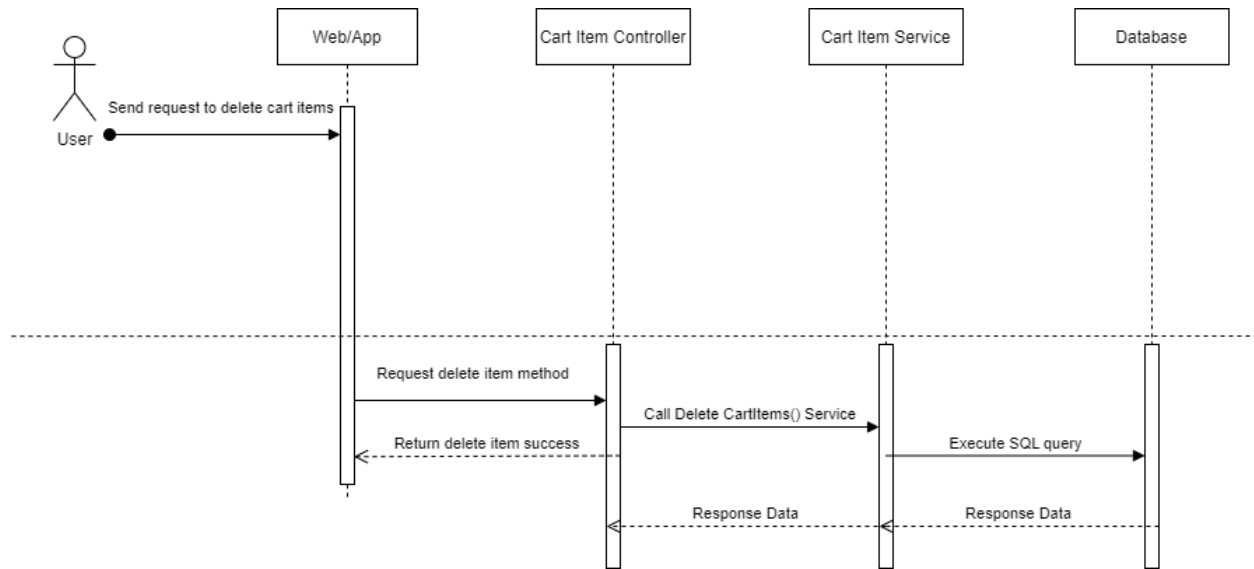 Web/App
Cart Item Controller
Cart Item Service
Database
Send request to delete cart items
User
Request delete item method
Call Delete CartItems() Service
Return delete item success
Execute SQL query
Response Data
Response Data